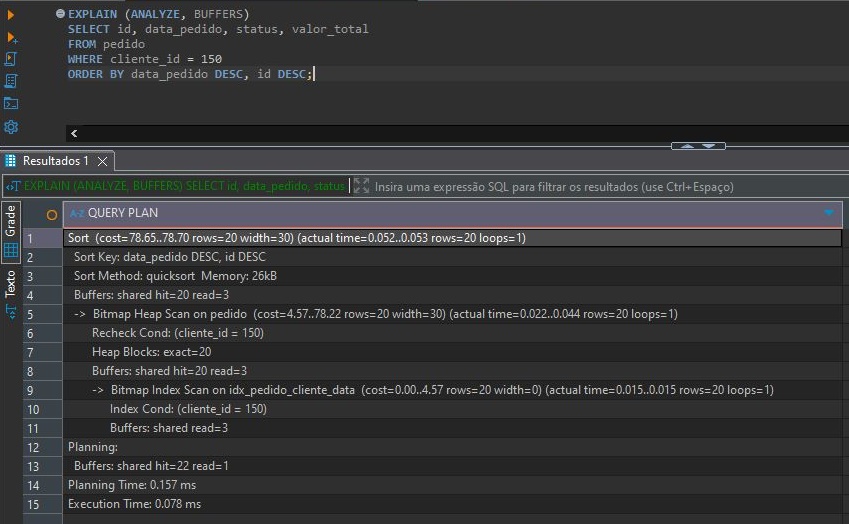 EXPLAIN (ANALYZE, BUFFERS)
SELECT id, data_pedido, status, valor_total
FROM pedido
WHERE cliente_id = 150
ORDER BY data_pedido DESC, id DESC;
Resultados 1
EXPLAIN (ANALYZE, BUFFERS) SELECT id, data_pedido, status
Insira uma expressão SQL para filtrar os resultados (use Ctrl+Espaço)
Grade
Texto
A-Z QUERY PLAN
1 Sort (cost=78.65..78.70 rows=20 width=30) (actual time=0.052..0.053 rows=20 loops=1)
2 Sort Key: data_pedido DESC, id DESC
3 Sort Method: quicksort Memory: 26kB
4 Buffers: shared hit=20 read=3
5 -> Bitmap Heap Scan on pedido (cost=4.57..78.22 rows=20 width=30) (actual time=0.022..0.044 rows=20 loops=1)
6 Recheck Cond: (cliente_id = 150)
7 Heap Blocks: exact=20
8 Buffers: shared hit=20 read=3
9 -> Bitmap Index Scan on idx_pedido_cliente_data (cost=0.00..4.57 rows=20 width=0) (actual time=0.015..0.015 rows=20 loops=1)
10 Index Cond: (cliente_id = 150)
11 Buffers: shared read=3
12 Planning:
13 Buffers: shared hit=22 read=1
14 Planning Time: 0.157 ms
15 Execution Time: 0.078 ms